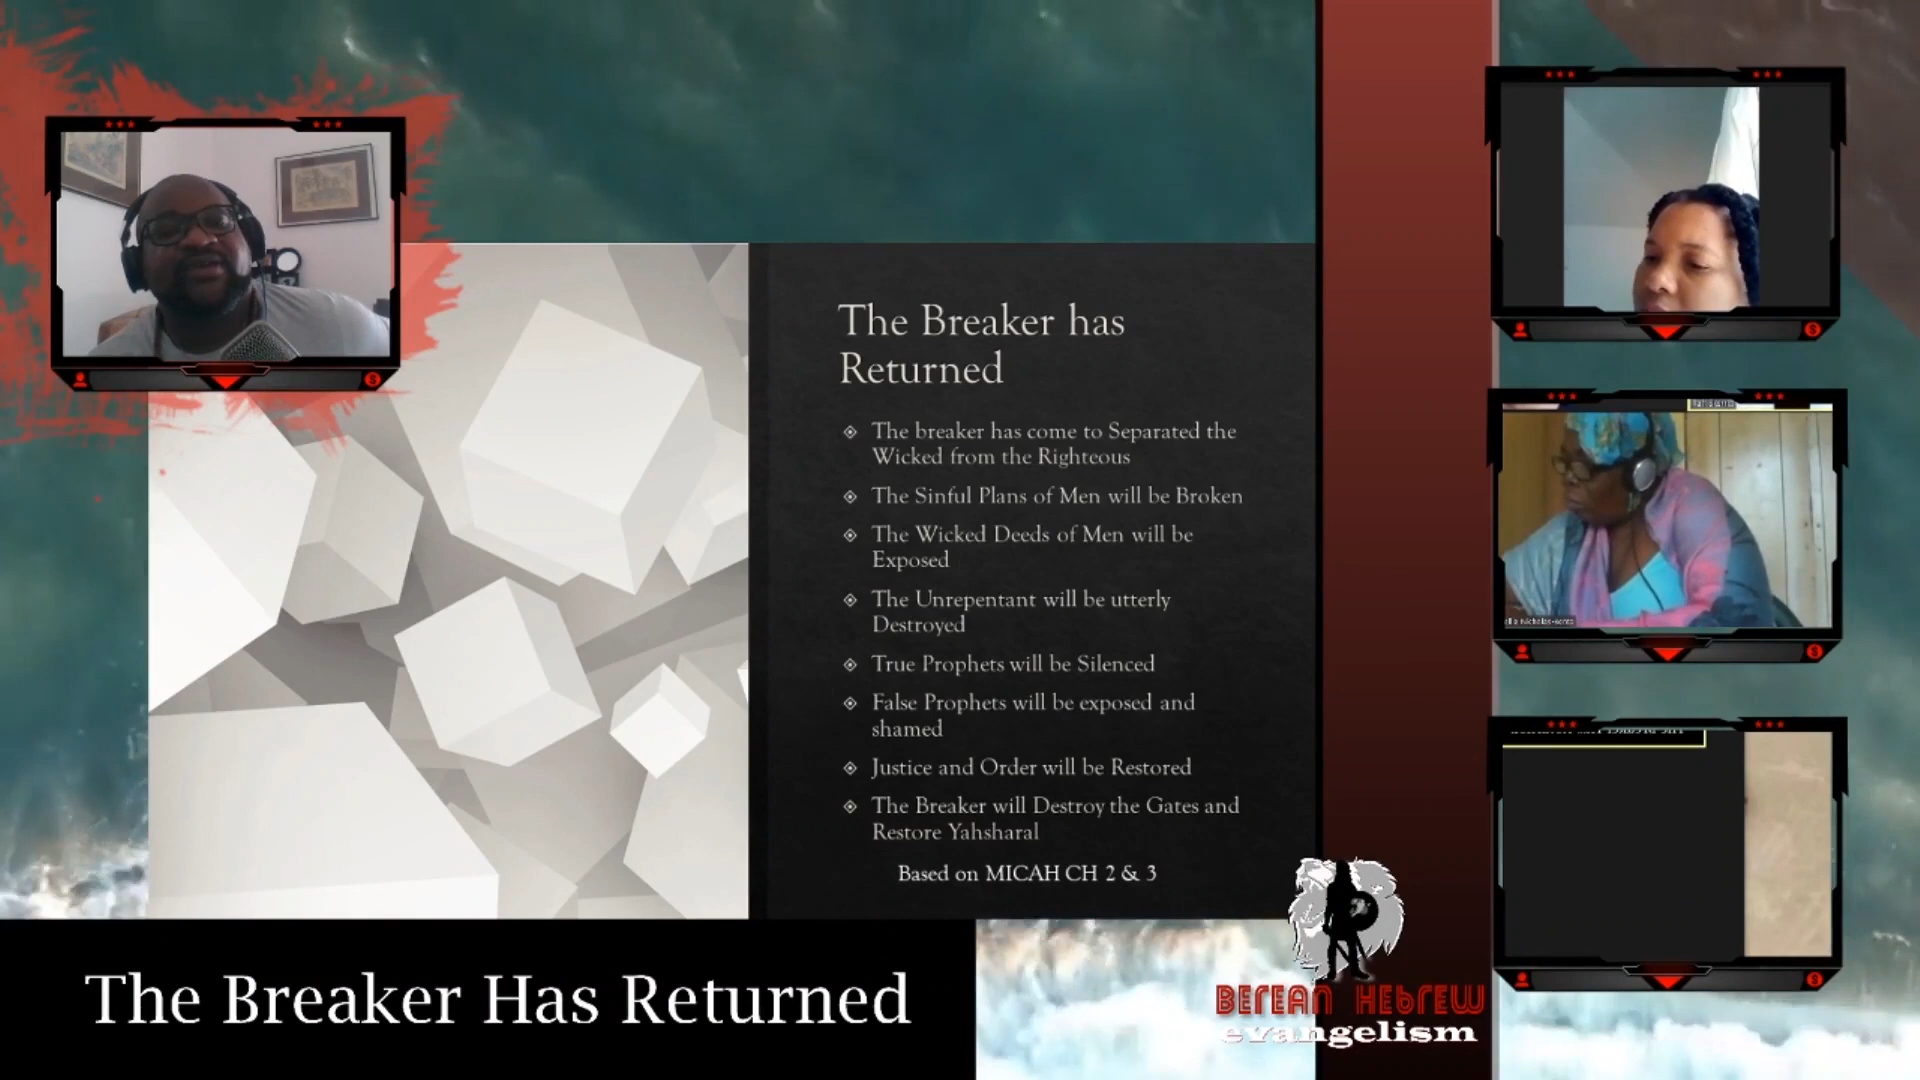 The Breaker has
Returned
The breaker has come to Separated the
Wicked from the Righteous
The Sinful Plans of Men will be Broken
The Wicked Deeds of Men will be
Exposed
The Unrepentant will be utterly
Destroyed
True Prophets will be Silenced
False Prophets will be exposed and
shamed
Justice and Order will be Restored
The Breaker will Destroy the Gates and
Restore Yahsharal
Based on MICAH CH 2 & 3
The Breaker Has Returned
BEREAN HEBREW
evangelism